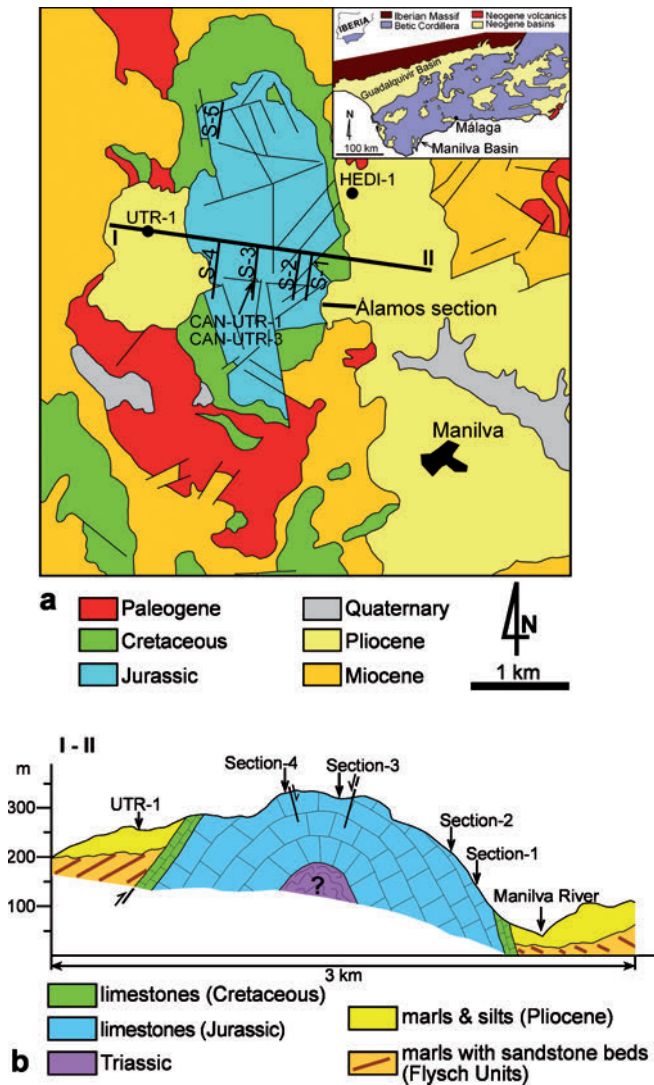 IBERIA
Iberian Massif
Betic Cordillera
Neogene volcanics
Neogene basins
Guadalquivir Basin
Málaga
Manilva Basin
N
100 km
S-5
HEDI-1
UTR-1
I
II
S-4
S-3
S-2
S-1
Álamos section
CAN-UTR-1
CAN-UTR-3
Manilva
a
Paleogene
Cretaceous
Jurassic
Quaternary
Pliocene
Miocene
N
1 km
I - II
m
300
200
100
UTR-1
Section-4
Section-3
Section-2
Section-1
Manilva River
?
3 km
limestones (Cretaceous)
limestones (Jurassic)
Triassic
marls & silts (Pliocene)
marls with sandstone beds
(Flysch Units)
b